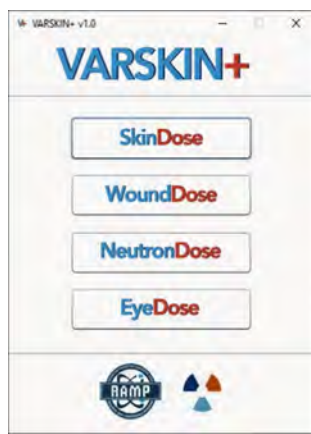 VARSKIN+ v1.0
VARSKIN+
SkinDose
WoundDose
NeutronDose
EyeDose
RAMP